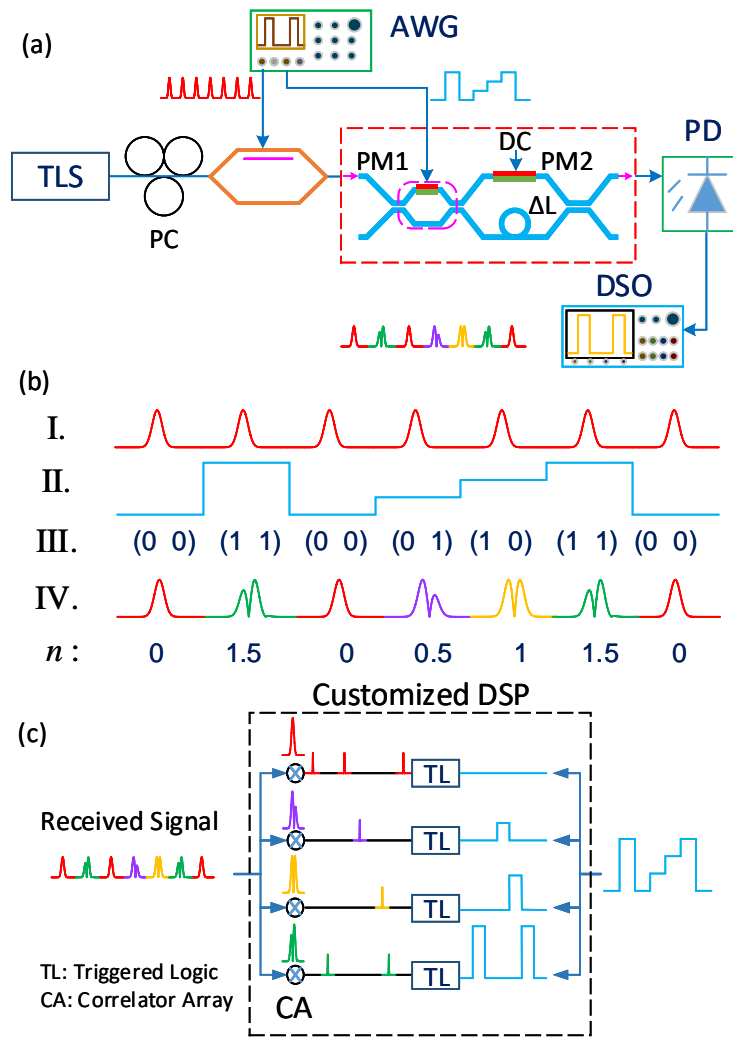 (a)
AWG
TLS
PC
PM1
DC
PM2
ΔL
PD
DSO
(b)
I.
II.
III. (0 0) (1 1) (0 0) (0 1) (1 0) (1 1) (0 0)
IV.
n : 0 1.5 0 0.5 1 1.5 0
Customized DSP
(c)
TL
Received Signal
TL
TL
TL
TL: Triggered Logic
CA: Correlator Array
CA